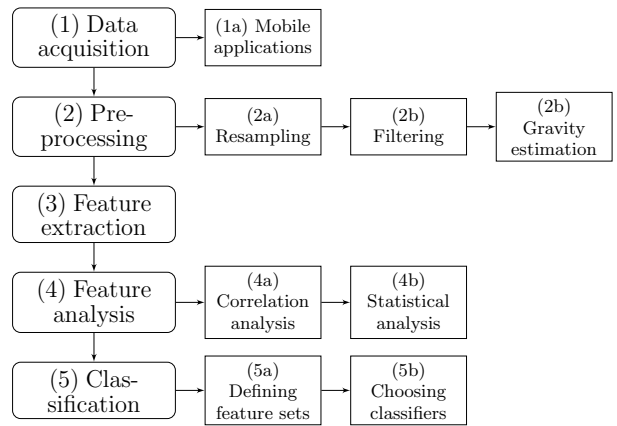 (1) Data
acquisition
(1a) Mobile
applications
(2) Pre-
processing
(2a)
Resampling
(2b)
Filtering
(2b)
Gravity
estimation
(3) Feature
extraction
(4) Feature
analysis
(4a)
Correlation
analysis
(4b)
Statistical
analysis
(5) Clas-
sification
(5a)
Defining
feature sets
(5b)
Choosing
classifiers